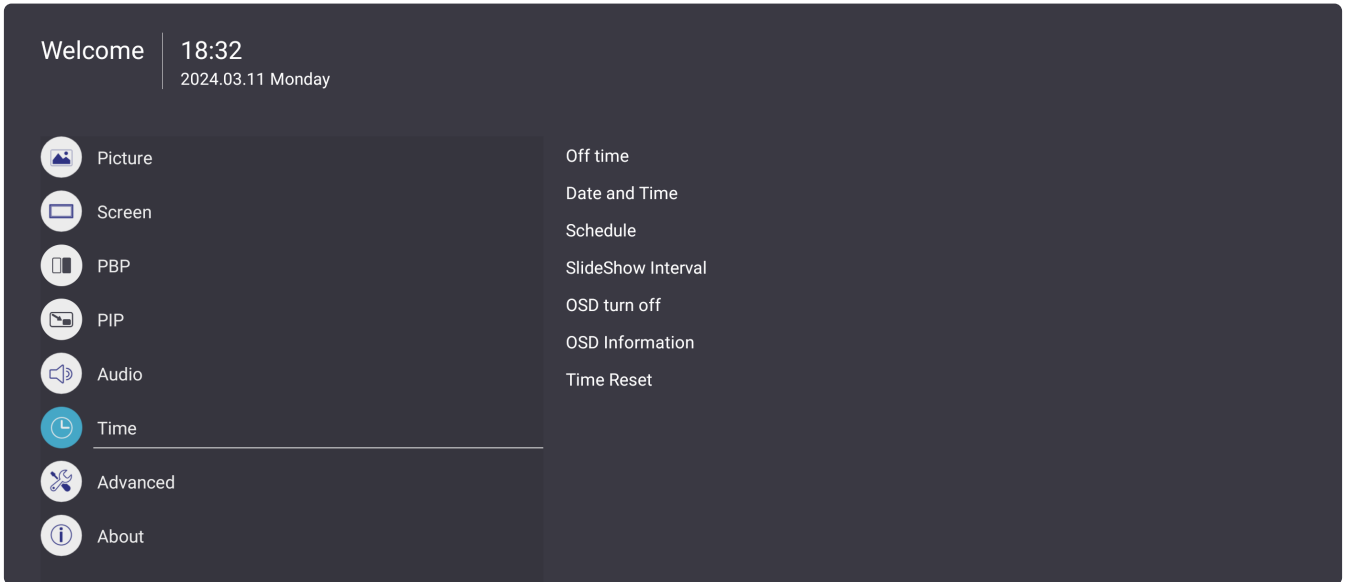 Welcome
18:32
2024.03.11 Monday
Picture
Screen
PBP
PIP
Audio
Time
Advanced
About
Off time
Date and Time
Schedule
SlideShow Interval
OSD turn off
OSD Information
Time Reset